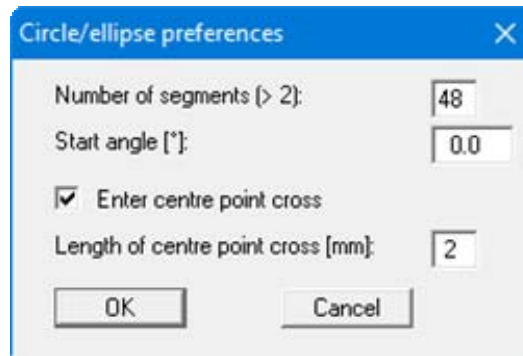 Circle/ellipse preferences
Number of segments (> 2): 48
Start angle [°]: 0.0
Enter centre point cross
Length of centre point cross [mm]: 2
OK Cancel